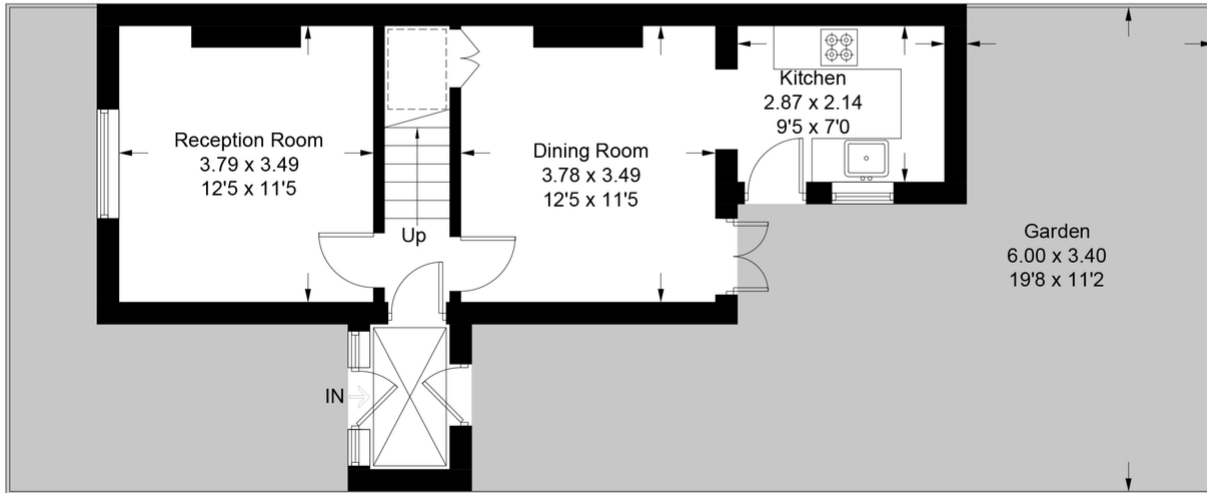 Reception Room
3.79 x 3.49
12'5 x 11'5
Up
Dining Room
3.78 x 3.49
12'5 x 11'5
Kitchen
2.87 x 2.14
9'5 x 7'0
Garden
6.00 x 3.40
19'8 x 11'2
IN